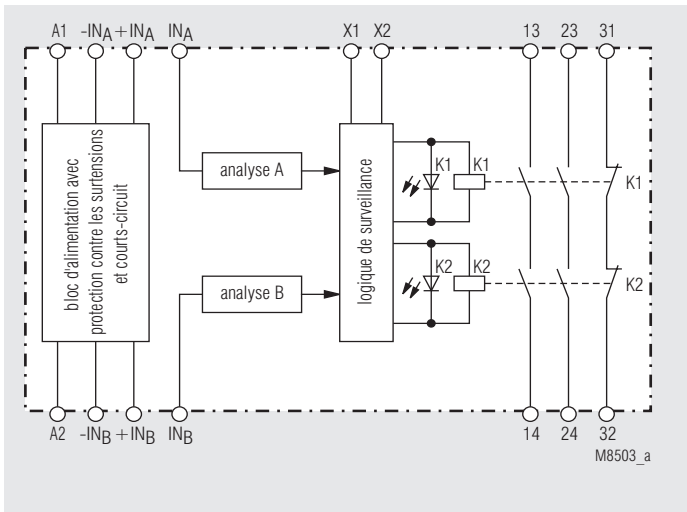 A1 -INA +INA INA X1 X2 13 23 31
bloc d'alimentation avec
protection contre les surtensions
et courts-circuit
analyse A
logique de surveillance
K1 K1 K1
K2 K2 K2
analyse B
A2 -INB +INB INB 14 24 32
M8503_a